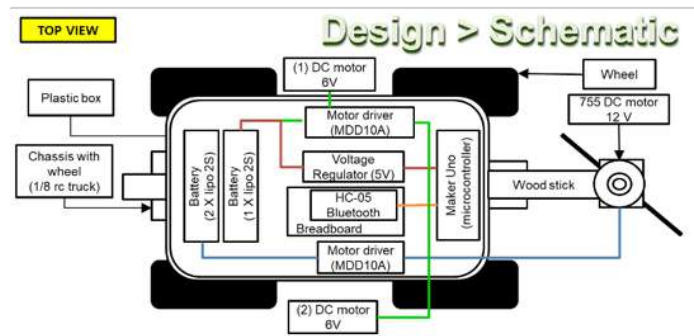 TOP VIEW
Design > Schematic
(1) DC motor
6V
Wheel
Plastic box
755 DC motor
12 V
Motor driver
(MDD10A)
Chassis with
wheel
(1/8 rc truck)
Battery
(2 X lipo 2S)
Battery
(1 X lipo 2S)
Voltage
Regulator (5V)
HC-05
Bluetooth
Breadboard
Maker Uno
(microcontroller)
Wood stick
Motor driver
(MDD10A)
(2) DC motor
6V